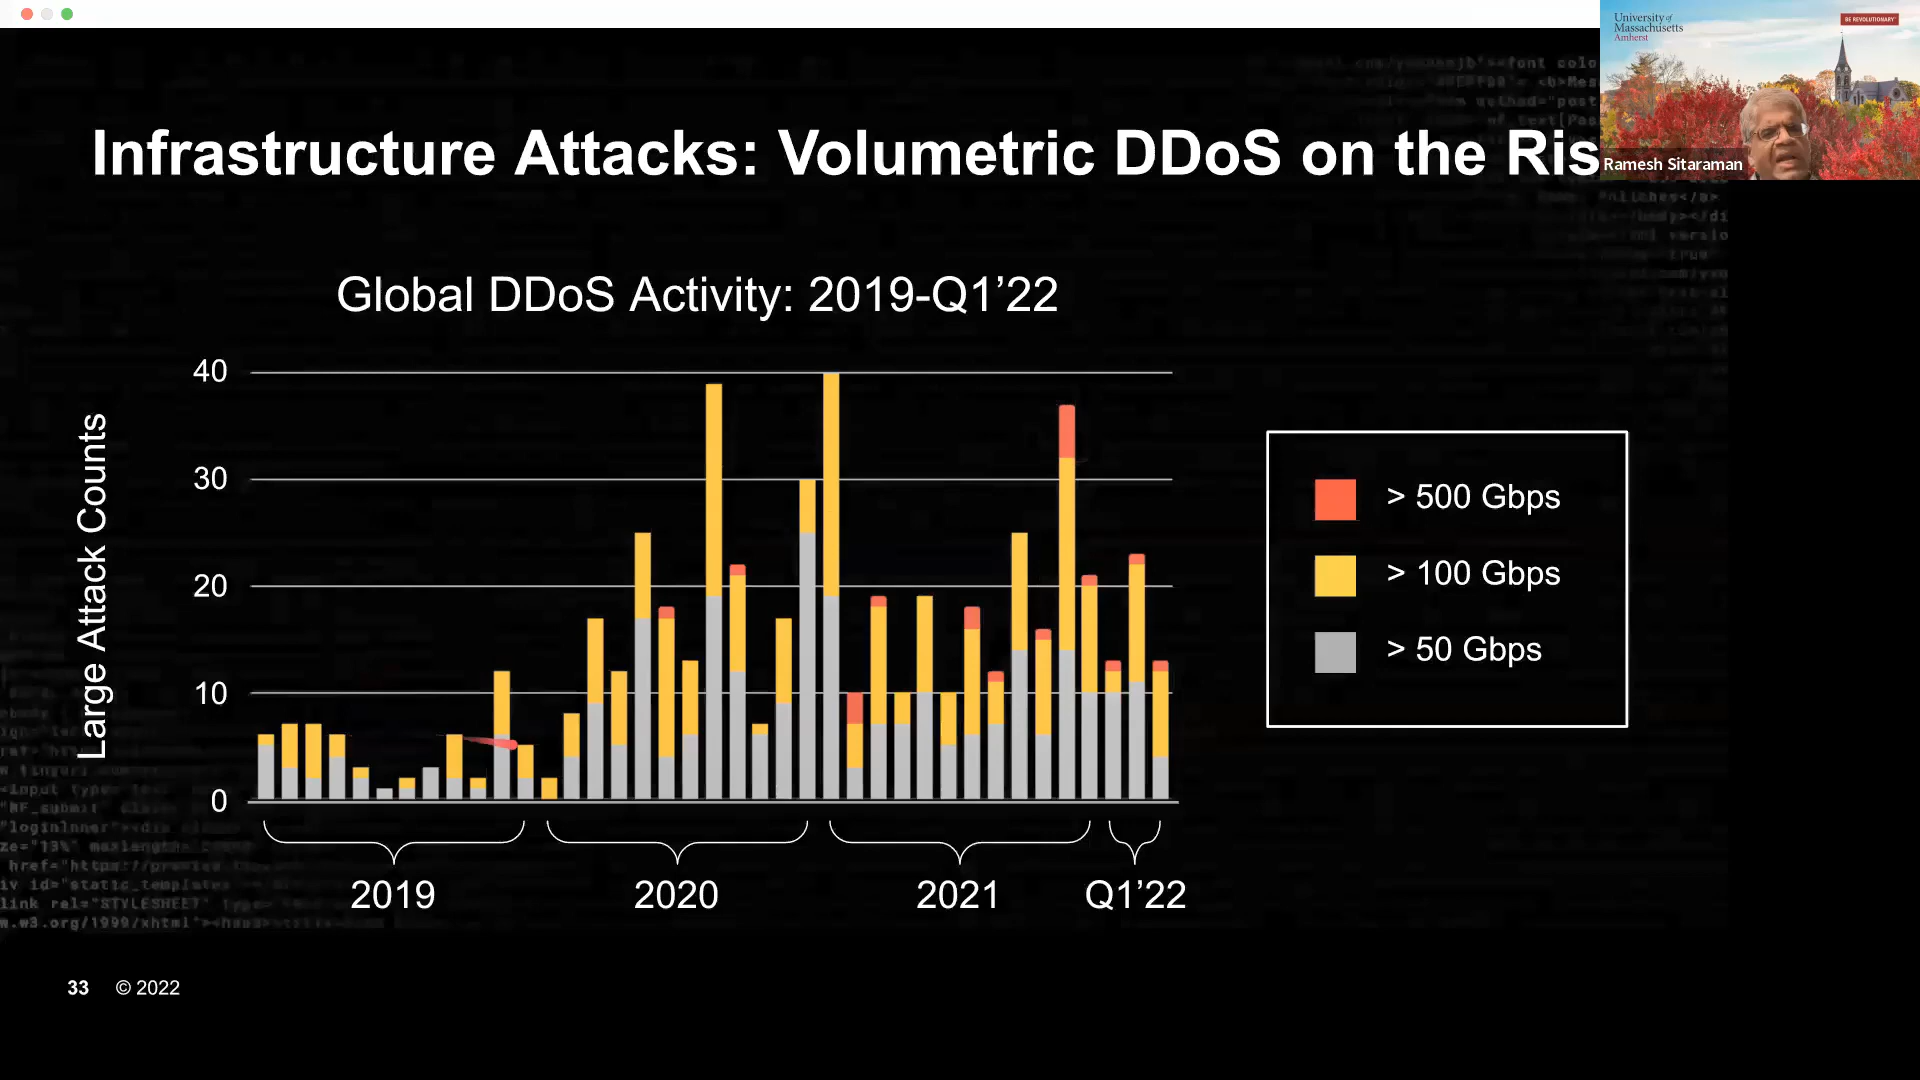 University of
Massachusetts
Amherst
BE REVOLUTIONARY
Ramesh Sitaraman
Infrastructure Attacks: Volumetric DDoS on the Ris
Global DDoS Activity: 2019-Q1’22
Large Attack Counts
40
30
20
10
0
> 500 Gbps
> 100 Gbps
> 50 Gbps
2019
2020
2021
Q1’22
33 © 2022